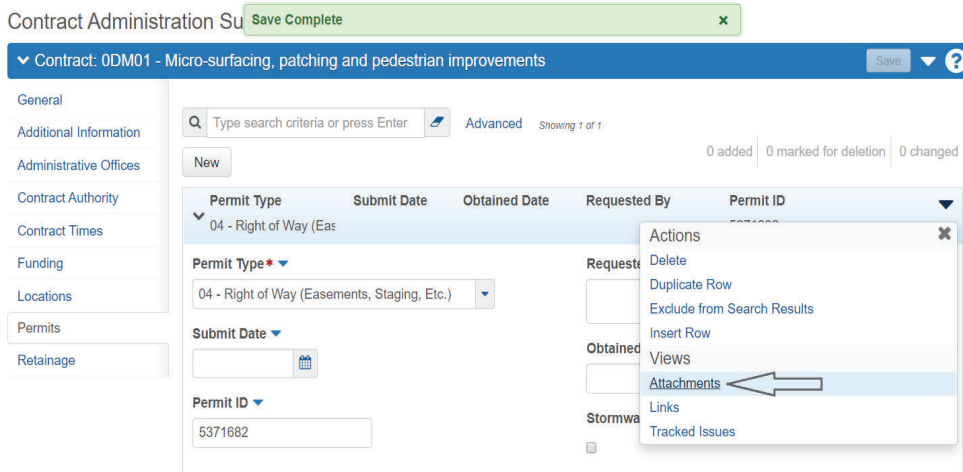 Contract Administration Su
Save Complete
Contract: 0DM01 - Micro-surfacing, patching and pedestrian improvements
Save
?
General
Additional Information
Administrative Offices
Contract Authority
Contract Times
Funding
Locations
Permits
Retainage
Type search criteria or press Enter
Advanced
Showing 1 of 1
New
0 added
0 marked for deletion
0 changed
Permit Type Submit Date Obtained Date Requested By Permit ID
04 - Right of Way (Eas
Permit Type*
04 - Right of Way (Easements, Staging, Etc.)
Submit Date
Permit ID
5371682
Requeste
Obtained
Stormwa
Actions
Delete
Duplicate Row
Exclude from Search Results
Insert Row
Views
Attachments
Links
Tracked Issues